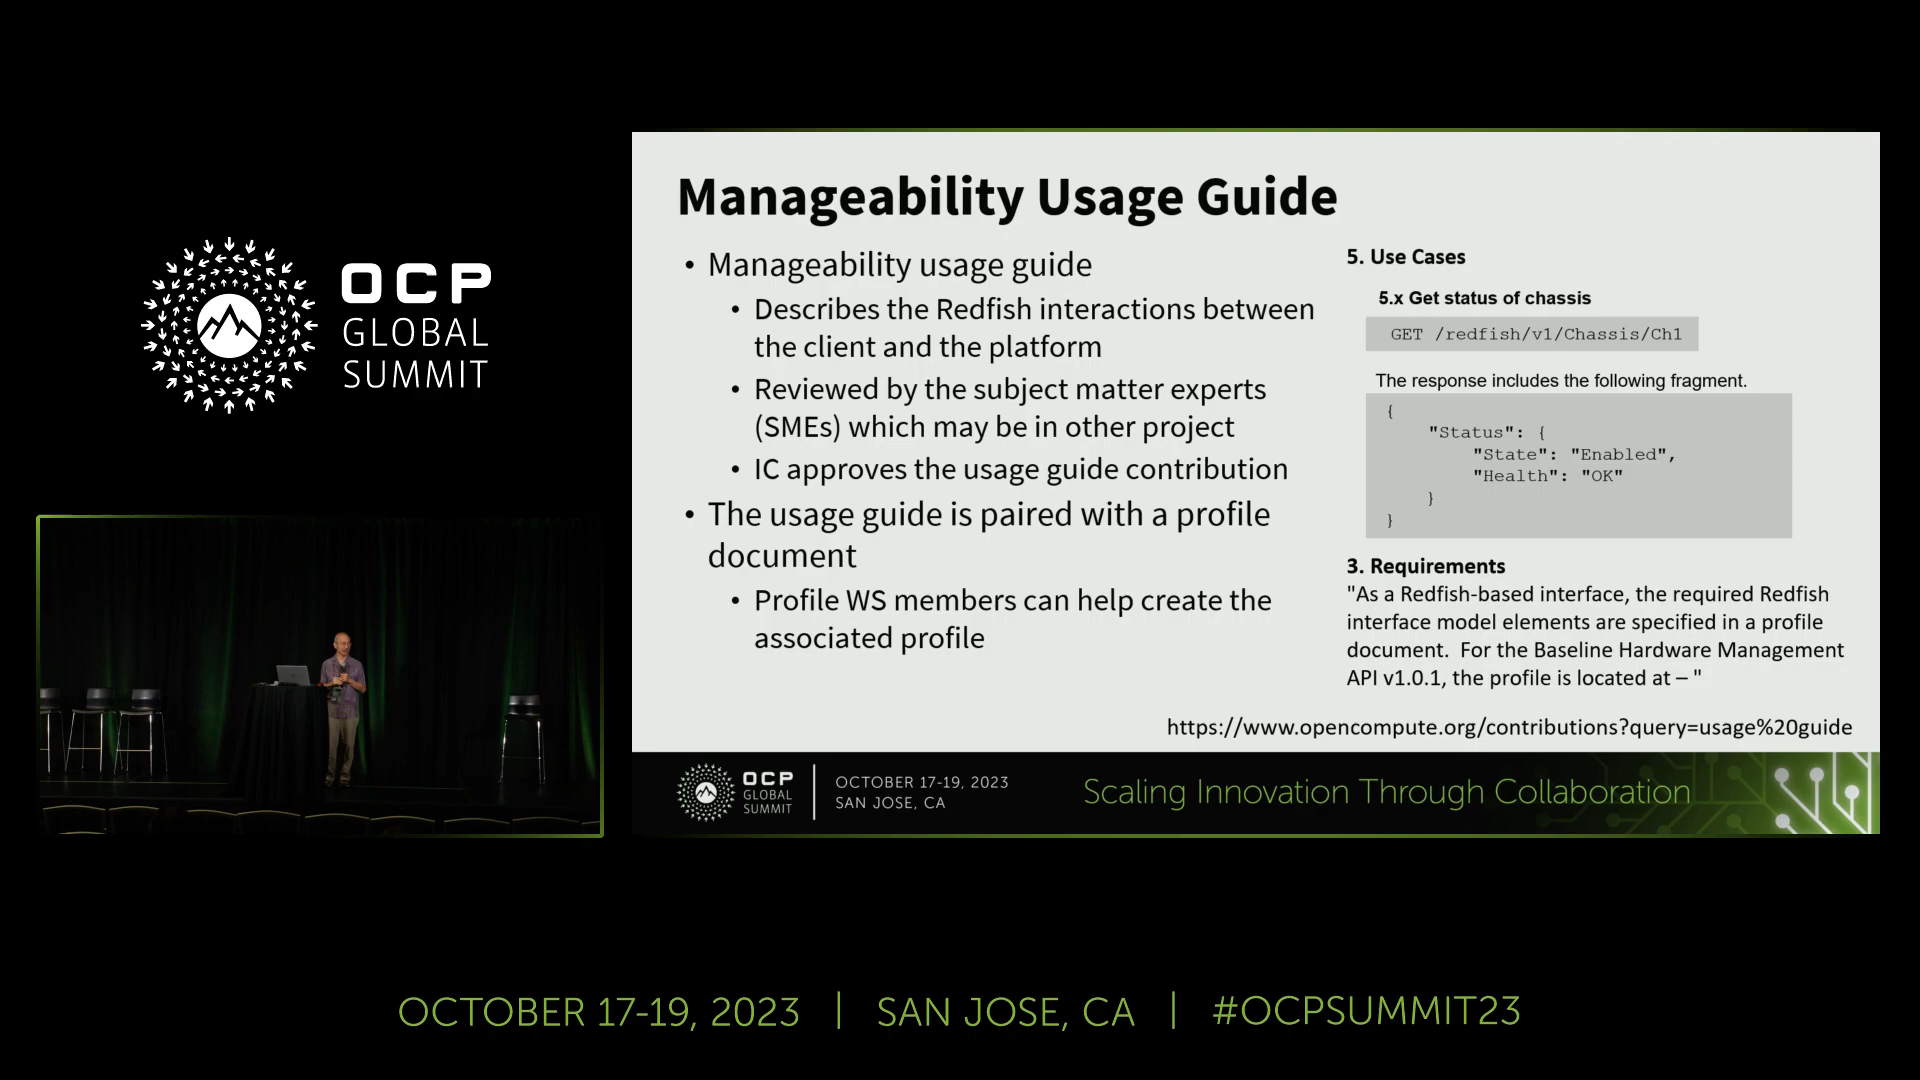 OCP
GLOBAL
SUMMIT
Manageability Usage Guide
• Manageability usage guide
• Describes the Redfish interactions between
the client and the platform
• Reviewed by the subject matter experts
(SMEs) which may be in other project
• IC approves the usage guide contribution
• The usage guide is paired with a profile
document
• Profile WS members can help create the
associated profile
5. Use Cases
5.x Get status of chassis
GET /redfish/v1/Chassis/Ch1
The response includes the following fragment.
{
"Status": {
"State": "Enabled",
"Health": "OK"
}
}
3. Requirements
"As a Redfish-based interface, the required Redfish
interface model elements are specified in a profile
document.  For the Baseline Hardware Management
API v1.0.1, the profile is located at – "
https://www.opencompute.org/contributions?query=usage%20guide
OCP
GLOBAL
SUMMIT
OCTOBER 17-19, 2023
SAN JOSE, CA
Scaling Innovation Through Collaboration
OCTOBER 17-19, 2023 | SAN JOSE, CA | #OCPSUMMIT23